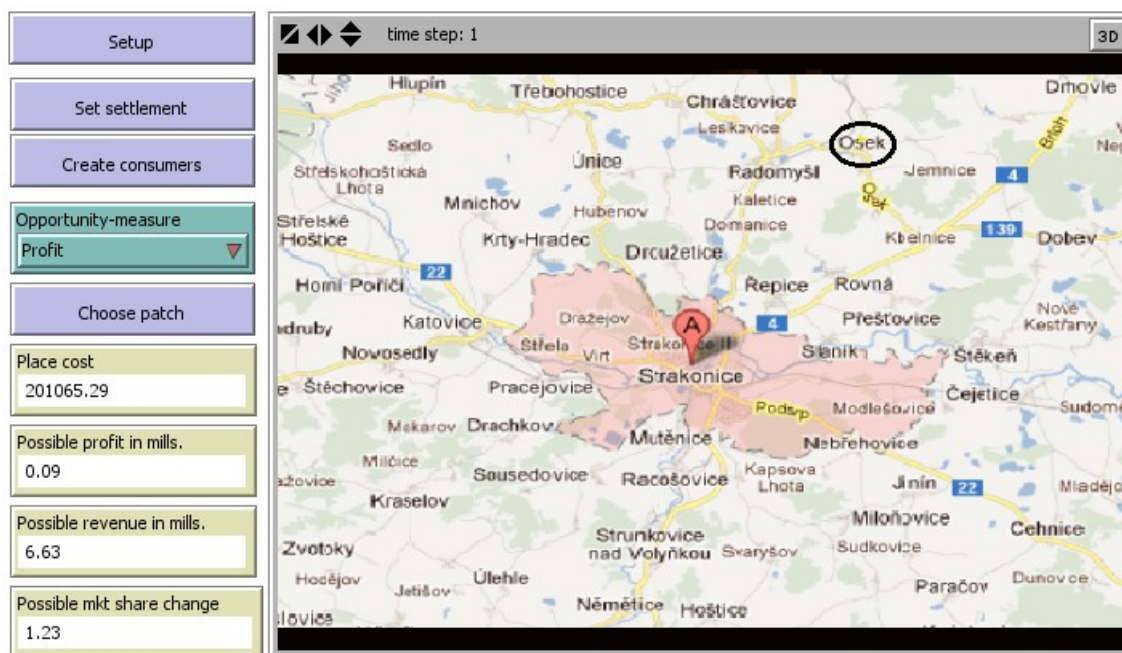 Setup
Set settlement
Create consumers
Opportunity-measure
Profit
Choose patch
Place cost
201065.29
Possible profit in mills.
0.09
Possible revenue in mills.
6.63
Possible mkt share change
1.23
time step: 1
3D
Hlupín
Třebohostice
Chrášťovice
Drhovle
Leskovice
Osek
Sedlo
Únice
Radomyšl
Jemnice
4
Střelskohoštická
Lhota
Mnichov
Kaletice
Hubenov
Domanice
Střelské
Hoštice
Krty-Hradec
Kbelnice
139
Dobev
Droužetice
22
Horní Poříčí
Řepice
Rovná
Nové
Kestřany
Katovice
Dražejov
A
4
Přešťovice
Střela
Virt
Strakonice II
Slaník
Štěkeň
Novosedly
Strakonice
Štěchovice
Pracejovice
Čejetice
Podsrp
Modlešovice
Makarov
Drachkov
Mutěnice
Nebřehovice
Milčice
Sousedovice
Racošovice
Kapsova
Lhota
Jinín
22
Kraselov
Miloňovice
Cehnice
Zvotoky
Strunkovice
nad Volyňkou
Svaryšov
Sudkovice
Hodějov
Úlehle
Jetišov
Paračov
Dunovice
Němětice
Hoštice